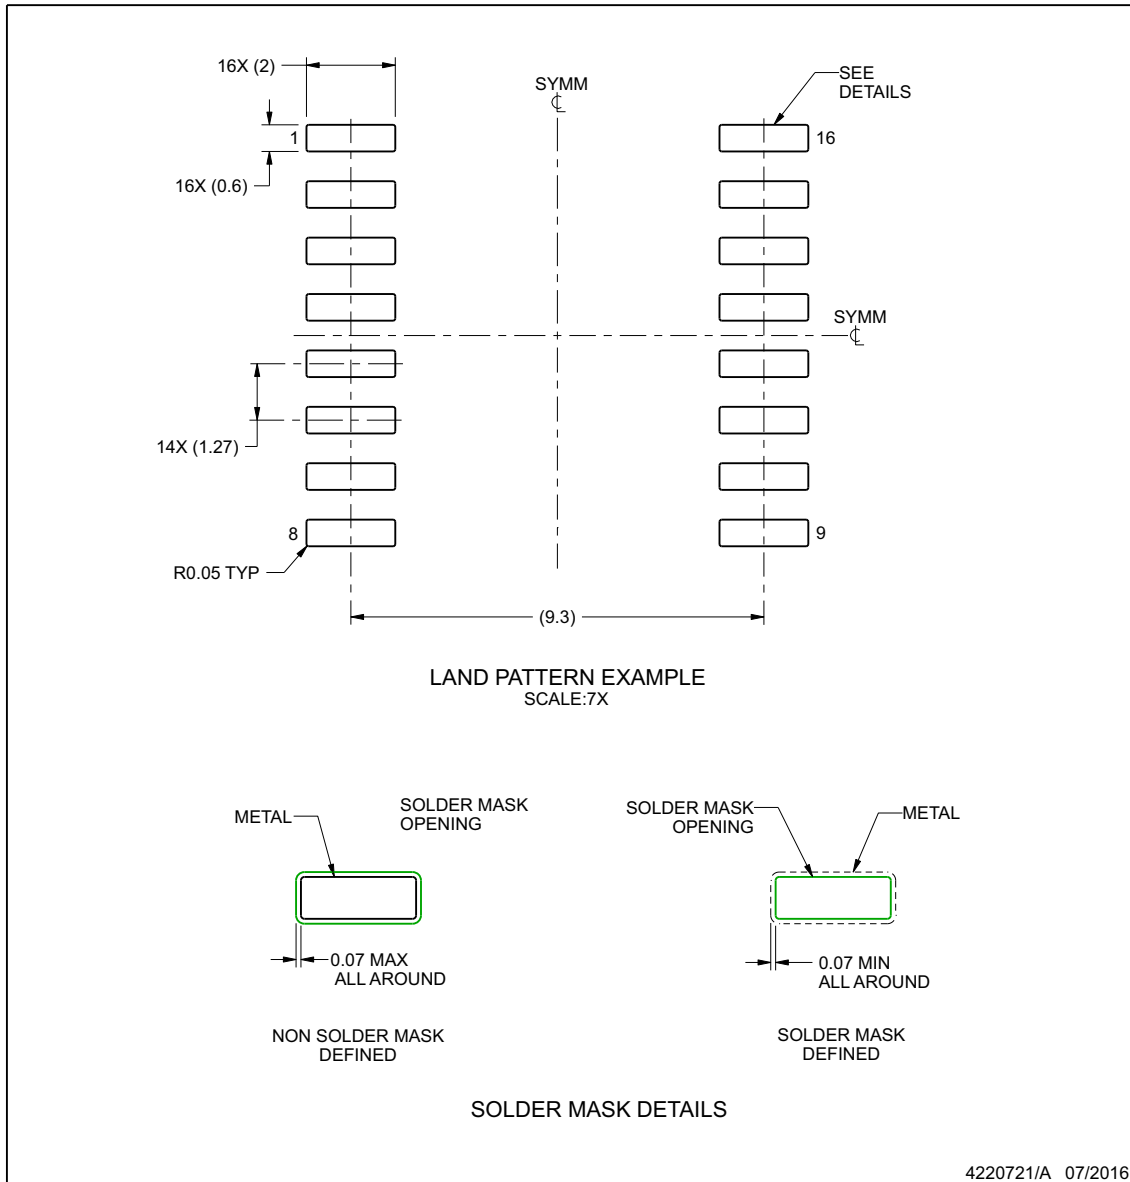 16X (2)
SYMM
SEE
DETAILS
1
16
16X (0.6)
SYMM
14X (1.27)
8
9
R0.05 TYP
(9.3)
LAND PATTERN EXAMPLE
SCALE:7X
METAL
SOLDER MASK
OPENING
SOLDER MASK
OPENING
METAL
0.07 MAX
ALL AROUND
0.07 MIN
ALL AROUND
NON SOLDER MASK
DEFINED
SOLDER MASK
DEFINED
SOLDER MASK DETAILS
4220721/A 07/2016